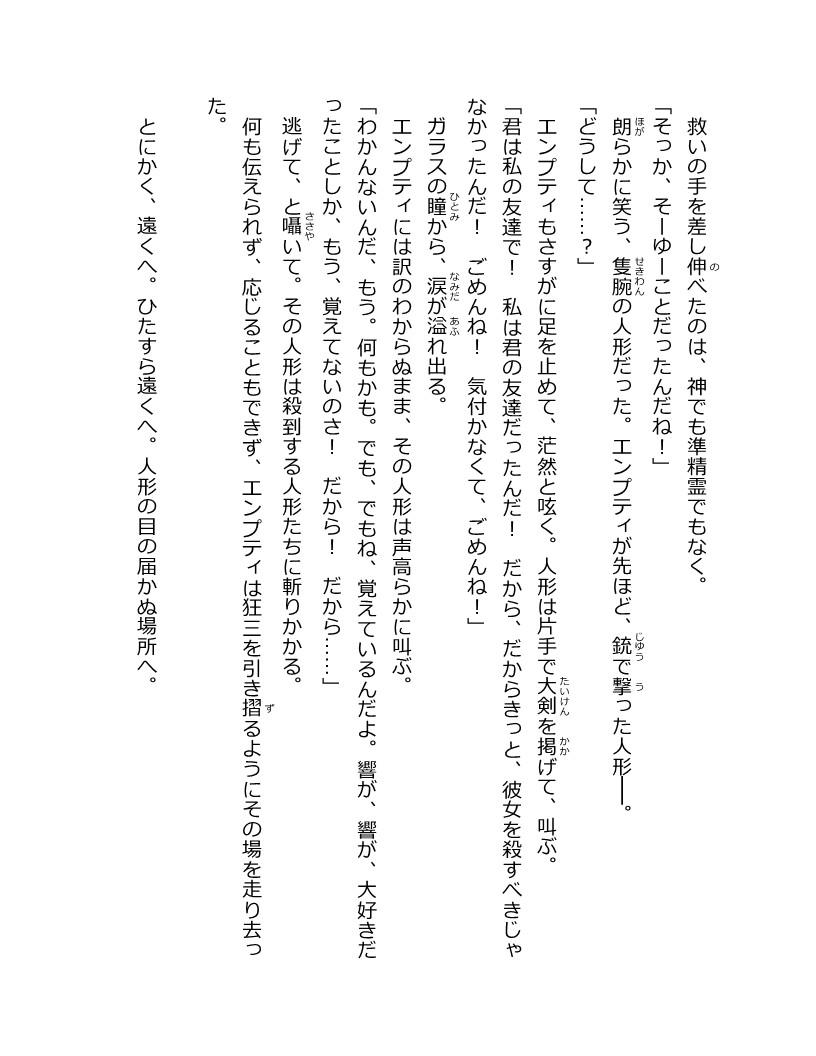 救いの手を差し伸べたのは、神でも準精霊でもなく。
「そっか、そーゆーことだったんだね！」
朗らかに笑う、隻腕の人形だった。エンプティが先ほど、銃で撃った人形――。
「どうして……？」
エンプティもさすがに足を止めて、茫然と呟く。人形は片手で大剣を掲げて、叫ぶ。
「君は私の友達で！　私は君の友達だったんだ！　だから、だからきっと、彼女を殺すべきじゃ
なかったんだ！　ごめんね！　気付かなくて、ごめんね！」
ガラスの瞳から、涙が溢れ出る。
エンプティには訳のわからぬまま、その人形は声高らかに叫ぶ。
「わかんないんだ、もう。何もかも。でも、でもね、覚えているんだよ。響が、響が、大好きだ
ったことしか、もう、覚えてないのさ！　だから！　だから……」
逃げて、と囁いて。その人形は殺到する人形たちに斬りかかる。
何も伝えられず、応じることもできず、エンプティは狂三を引き摺るようにその場を走り去っ
た。
とにかく、遠くへ。ひたすら遠くへ。人形の目の届かぬ場所へ。